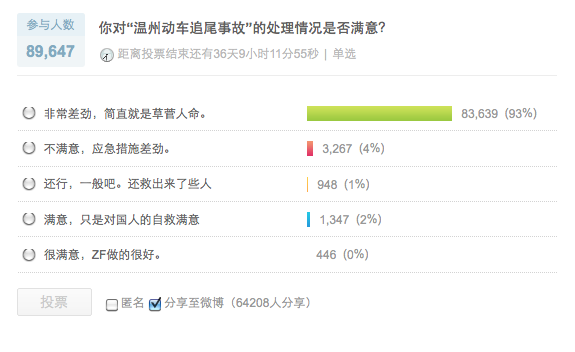 参与人数
89,647
你对“温州动车追尾事故”的处理情况是否满意?
距离投票结束还有36天9小时11分55秒 | 单选
非常差劲，简直就是草菅人命。 83,639 (93%)
不满意，应急措施差劲。 3,267 (4%)
还行，一般吧。还救出来了些人 948 (1%)
满意，只是对国人的自救满意 1,347 (2%)
很满意，ZF做的很好。 446 (0%)
投票 匿名 分享至微博（64208人分享）